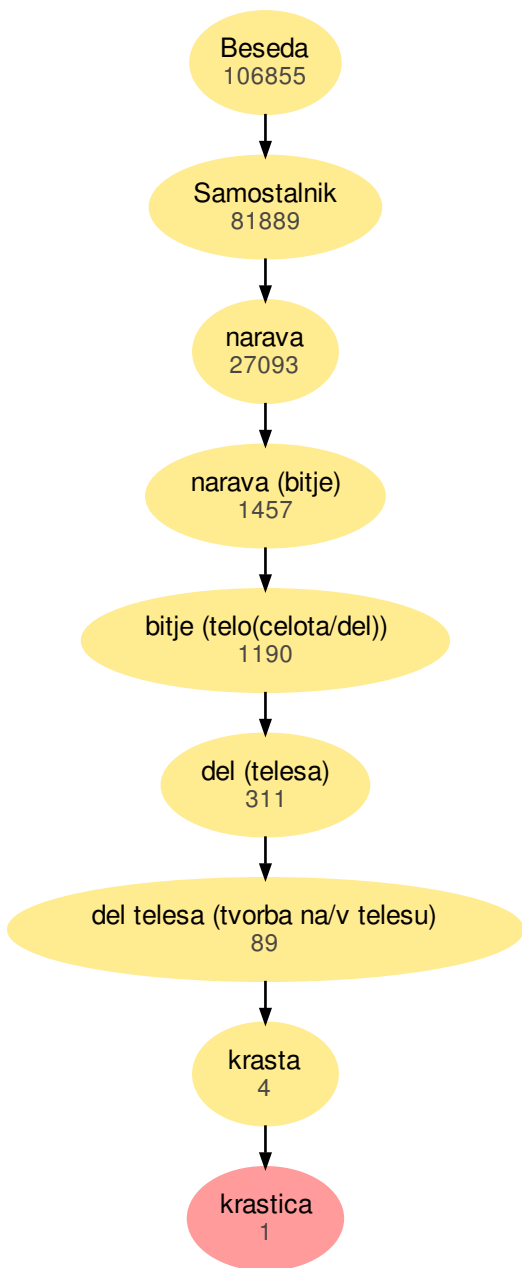 Beseda
106855
Samostalnik
81889
narava
27093
narava (bitje)
1457
bitje (telo(celota/del))
1190
del (telesa)
311
del telesa (tvorba na/v telesu)
89
krasta
4
krastica
1